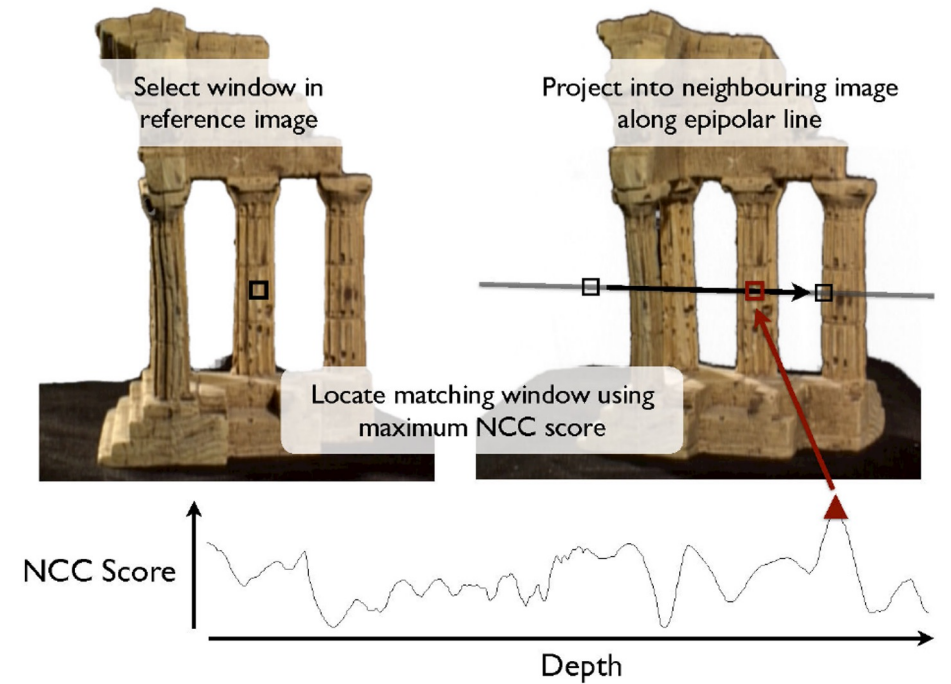 Select window in
reference image
Project into neighbouring image
along epipolar line
Locate matching window using
maximum NCC score
NCC Score
Depth